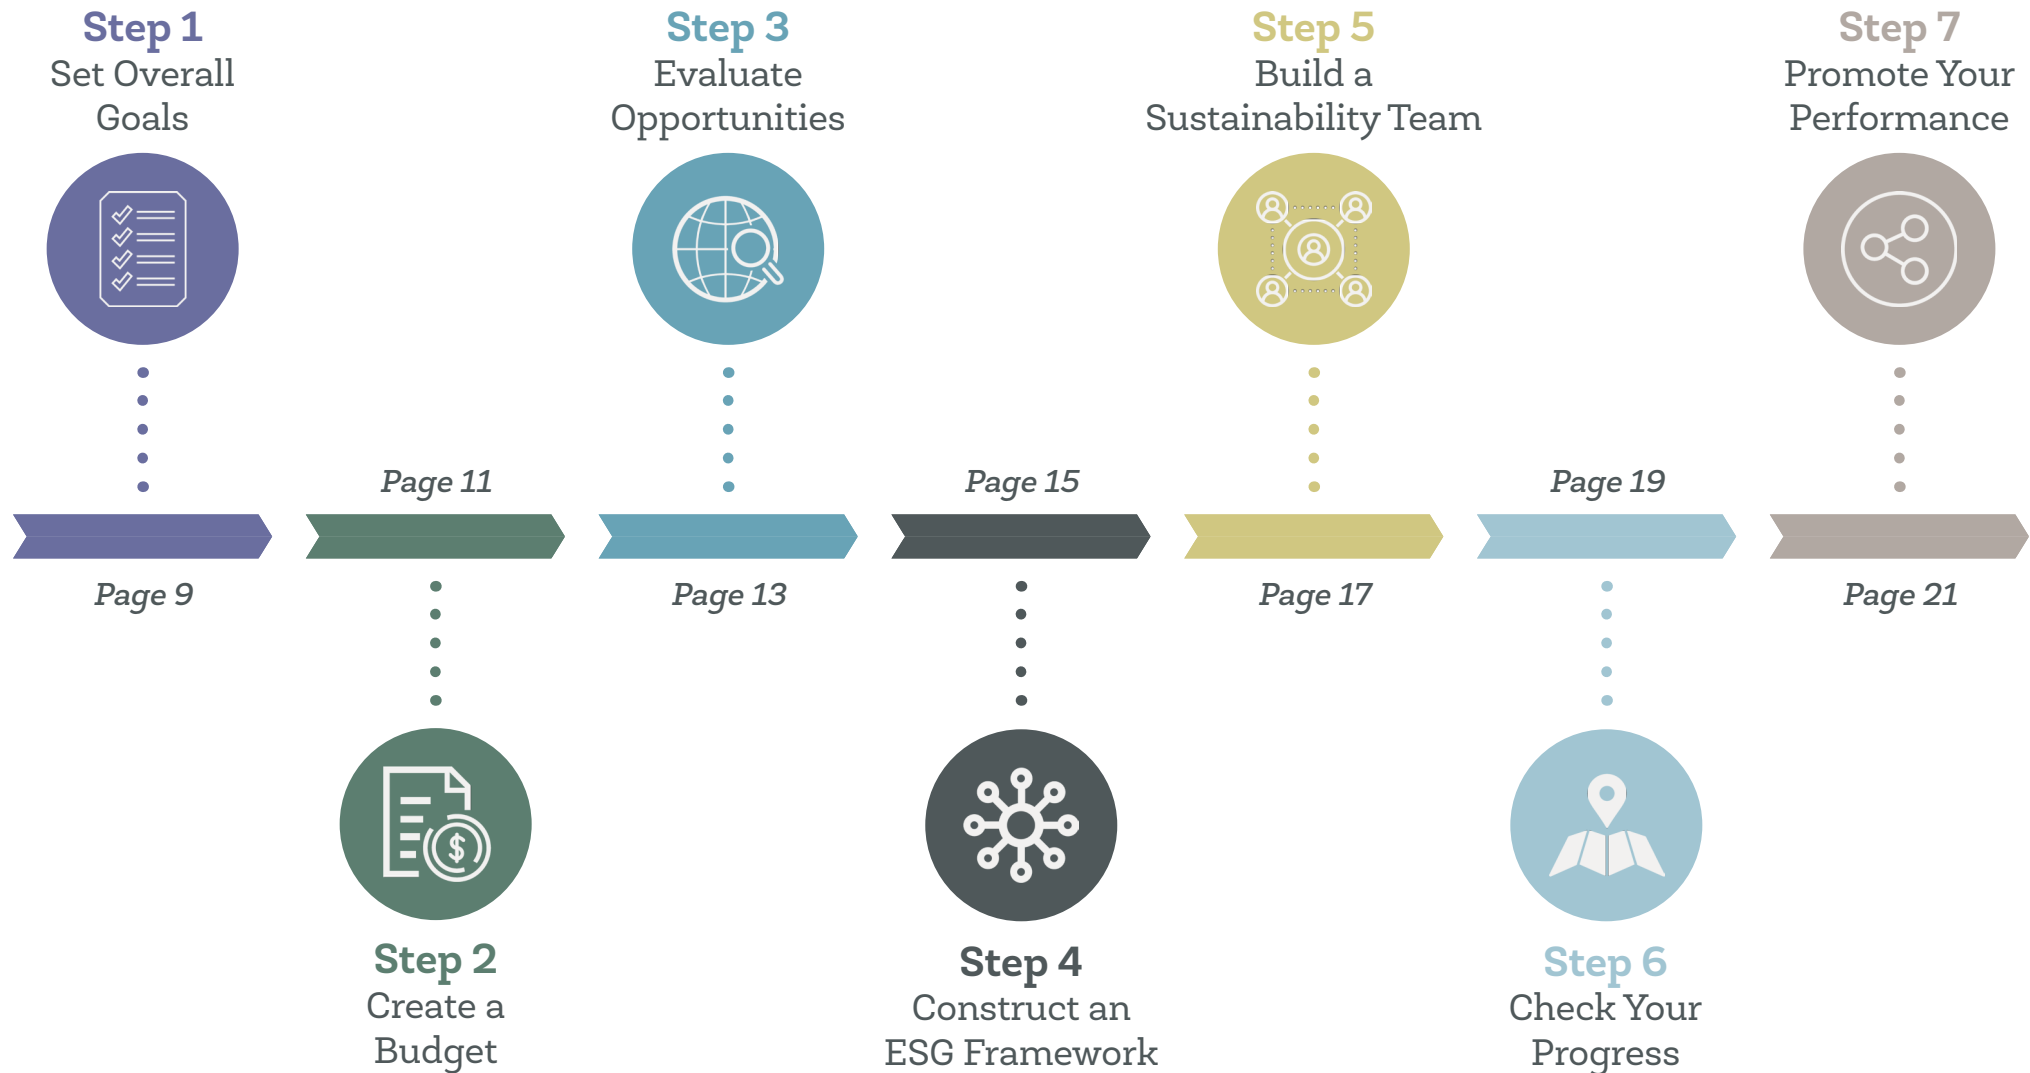 Step 1
Set Overall
Goals
Page 9
Page 11
Step 2
Create a
Budget
Step 3
Evaluate
Opportunities
Page 13
Page 15
Step 4
Construct an
ESG Framework
Step 5
Build a
Sustainability Team
Page 17
Page 19
Step 6
Check Your
Progress
Step 7
Promote Your
Performance
Page 21
$